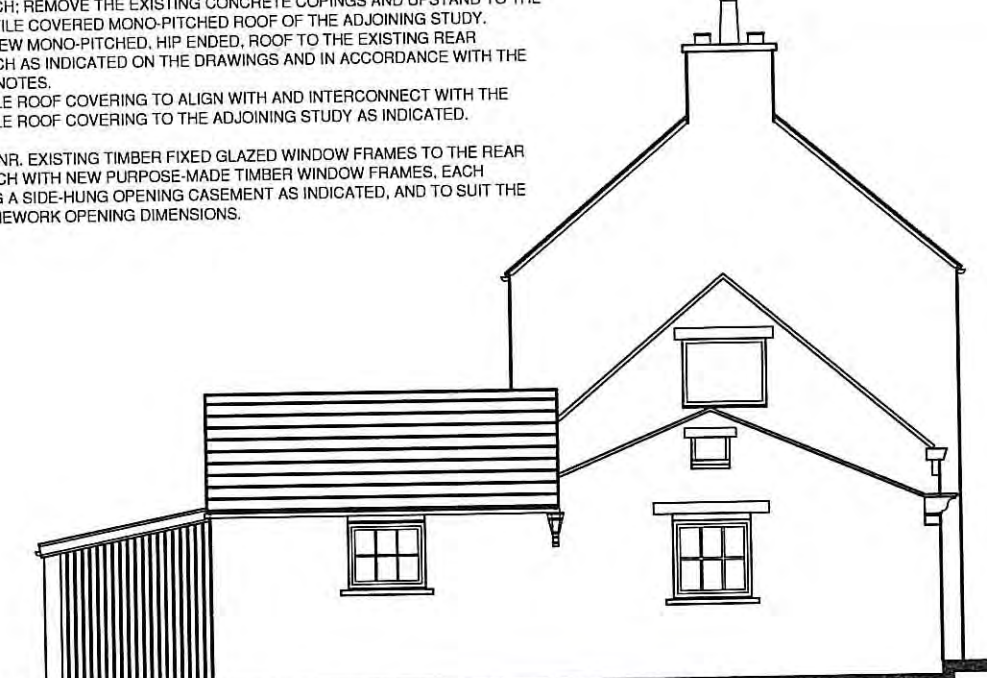 CH; REMOVE THE EXISTING CONCRETE COPINGS AND UPSTAND TO THE
TILE COVERED MONO-PITCHED ROOF OF THE ADJOINING STUDY.
EW MONO-PITCHED, HIP ENDED, ROOF TO THE EXISTING REAR
CH AS INDICATED ON THE DRAWINGS AND IN ACCORDANCE WITH THE
NOTES.
LE ROOF COVERING TO ALIGN WITH AND INTERCONNECT WITH THE
LE ROOF COVERING TO THE ADJOINING STUDY AS INDICATED.
NR. EXISTING TIMBER FIXED GLAZED WINDOW FRAMES TO THE REAR
CH WITH NEW PURPOSE-MADE TIMBER WINDOW FRAMES, EACH
G A SIDE-HUNG OPENING CASEMENT AS INDICATED, AND TO SUIT THE
MEWORK OPENING DIMENSIONS.